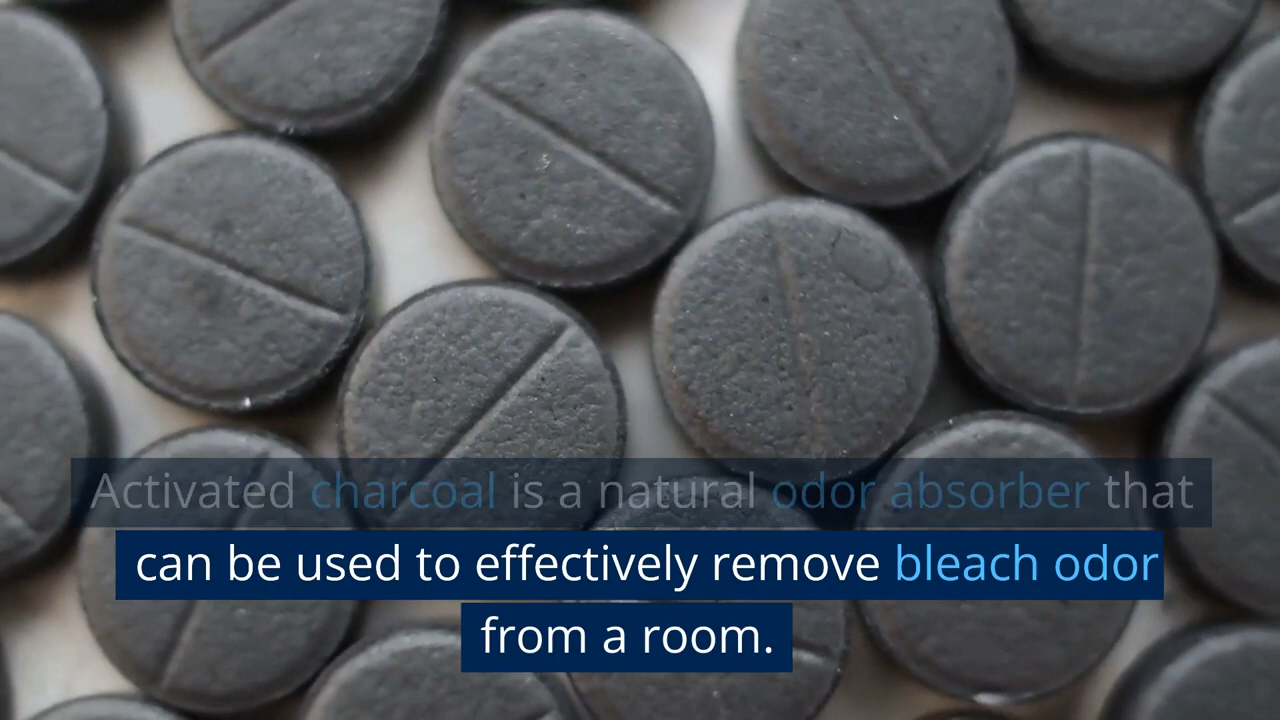 Activated charcoal is a natural odor absorber that
can be used to effectively remove bleach odor
from a room.